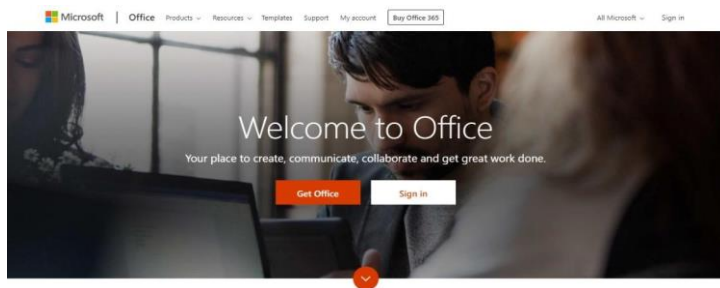 Microsoft Office Products Resources Templates Support My account Buy Office 365 All Microsoft Sign in
Welcome to Office
Your place to create, communicate, collaborate and get great work done.
Get Office Sign in